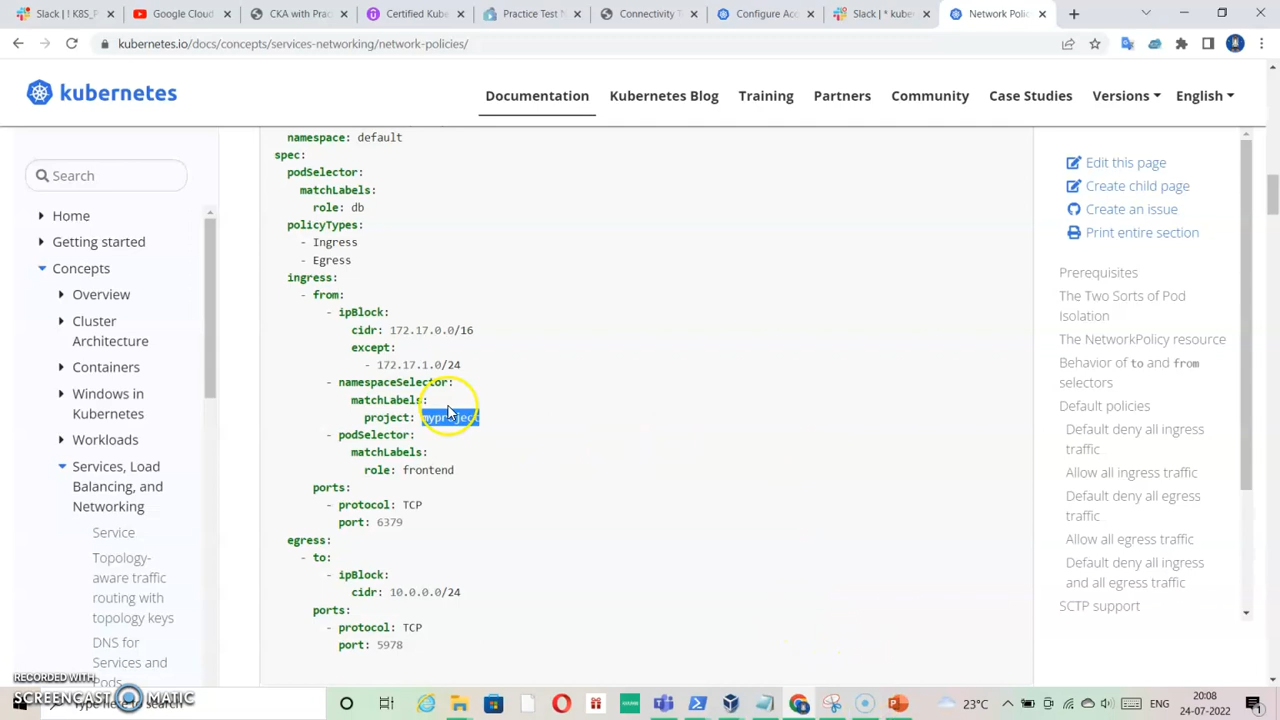 Slack | K8S_P
Google Cloud
CKA with Prac
Certified Kube
Practice Test N
Connectivity Te
Configure Acc
Slack | * kuber
Network Polic
kubernetes.io/docs/concepts/services-networking/network-policies/
kubernetes
Documentation
Kubernetes Blog
Training
Partners
Community
Case Studies
Versions
English
Search
Home
Getting started
Concepts
Overview
Cluster
Architecture
Containers
Windows in
Kubernetes
Workloads
Services, Load
Balancing, and
Networking
Service
Topology-
aware traffic
routing with
topology keys
DNS for
Services and
Pods
namespace: default
spec:
podSelector:
matchLabels:
role: db
policyTypes:
- Ingress
- Egress
ingress:
- from:
- ipBlock:
cidr: 172.17.0.0/16
except:
- 172.17.1.0/24
- namespaceSelector:
matchLabels:
project: myproject
- podSelector:
matchLabels:
role: frontend
ports:
- protocol: TCP
port: 6379
egress:
- to:
- ipBlock:
cidr: 10.0.0.0/24
ports:
- protocol: TCP
port: 5978
Edit this page
Create child page
Create an issue
Print entire section
Prerequisites
The Two Sorts of Pod
Isolation
The NetworkPolicy resource
Behavior of to and from
selectors
Default policies
Default deny all ingress
traffic
Allow all ingress traffic
Default deny all egress
traffic
Allow all egress traffic
Default deny all ingress
and all egress traffic
SCTP support
RECORDED WITH
SCREENCAST MATIC
Type here to search
23°C
20:08
24-07-2022